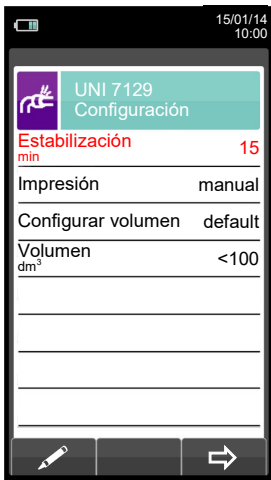 15/01/14
10:00
UNI 7129
Configuración
Estabilización 15
min
Impresión manual
Configurar volumen default
Volumen <100
dm³